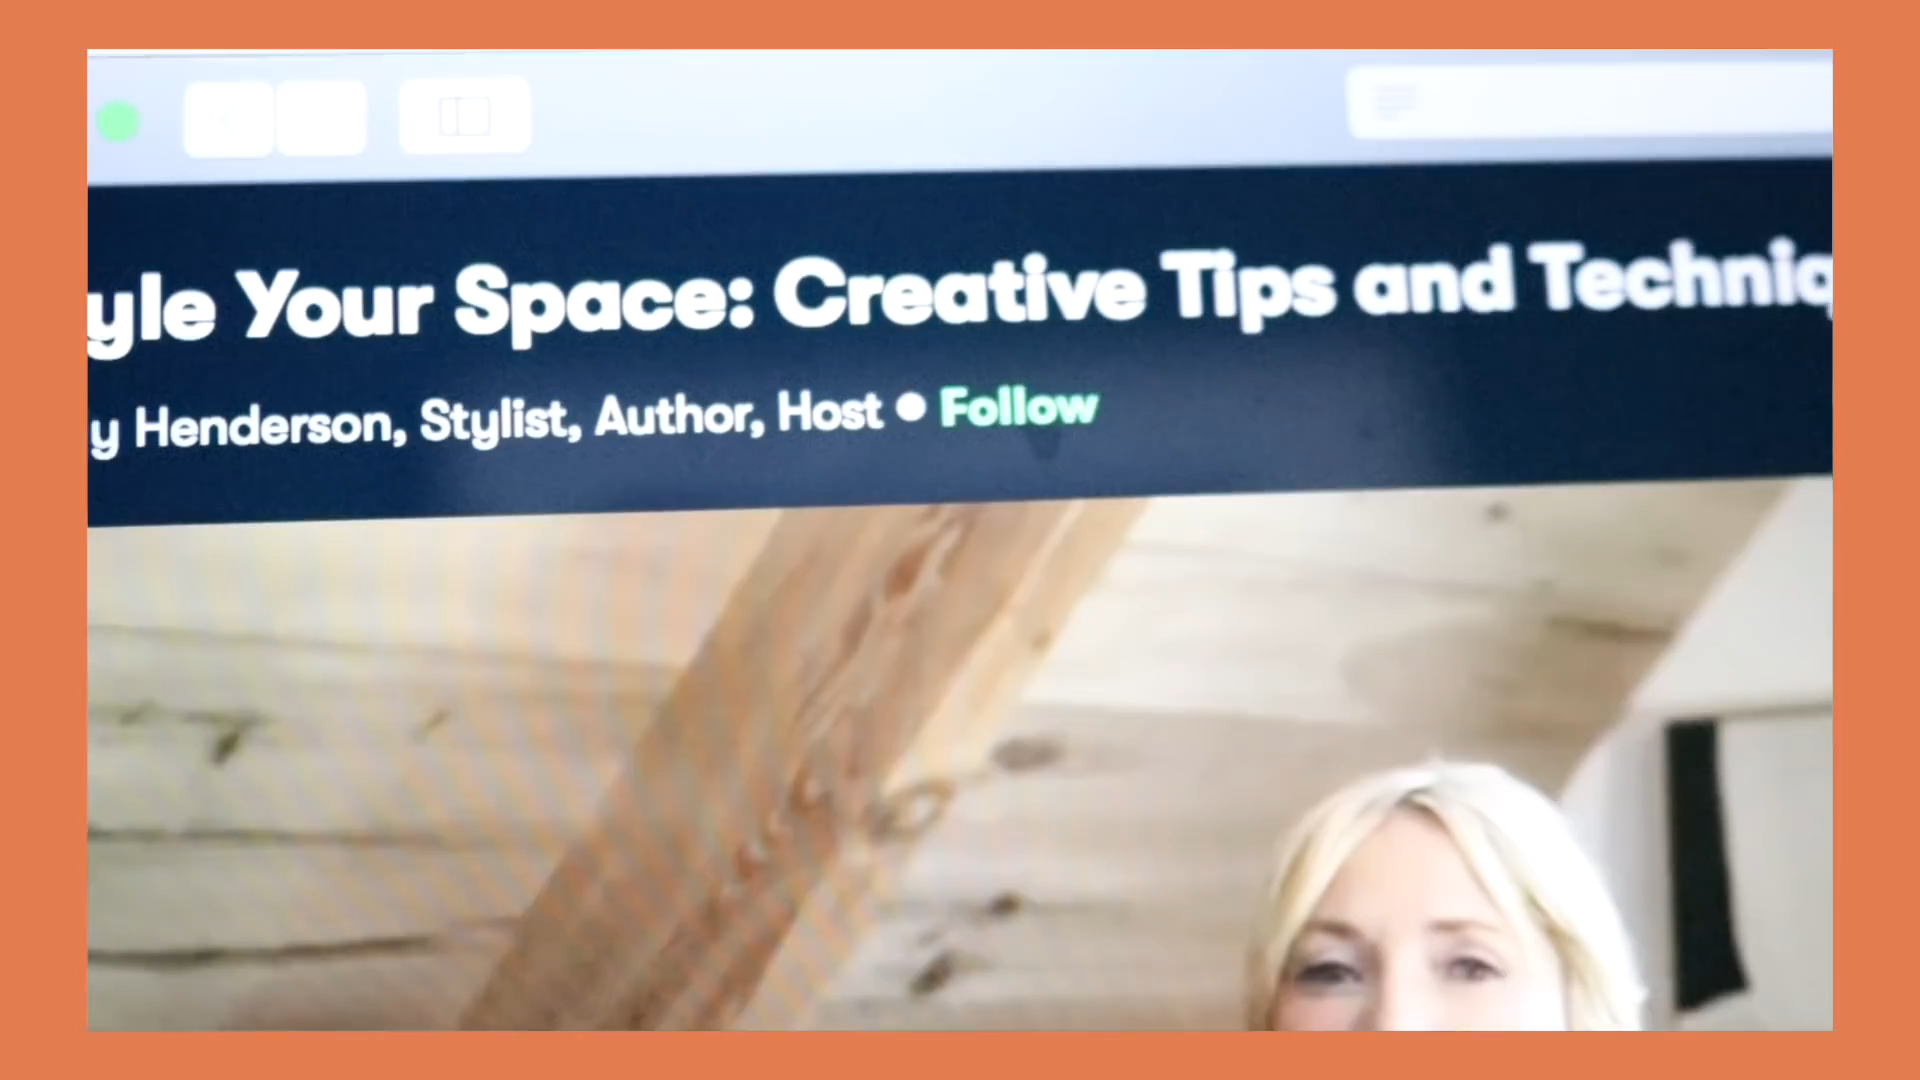 yle Your Space: Creative Tips and Techniq
y Henderson, Stylist, Author, Host • Follow